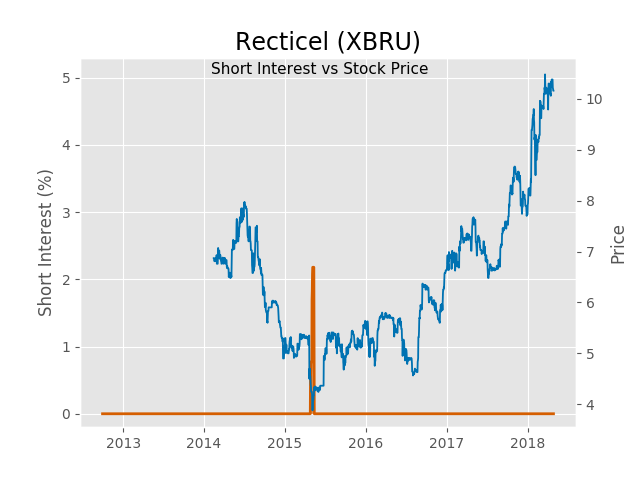 Recticel (XBRU)
Short Interest vs Stock Price
Short Interest (%)
5
4
3
2
1
0
10
9
8
7
6
5
4
Price
2013 2014 2015 2016 2017 2018